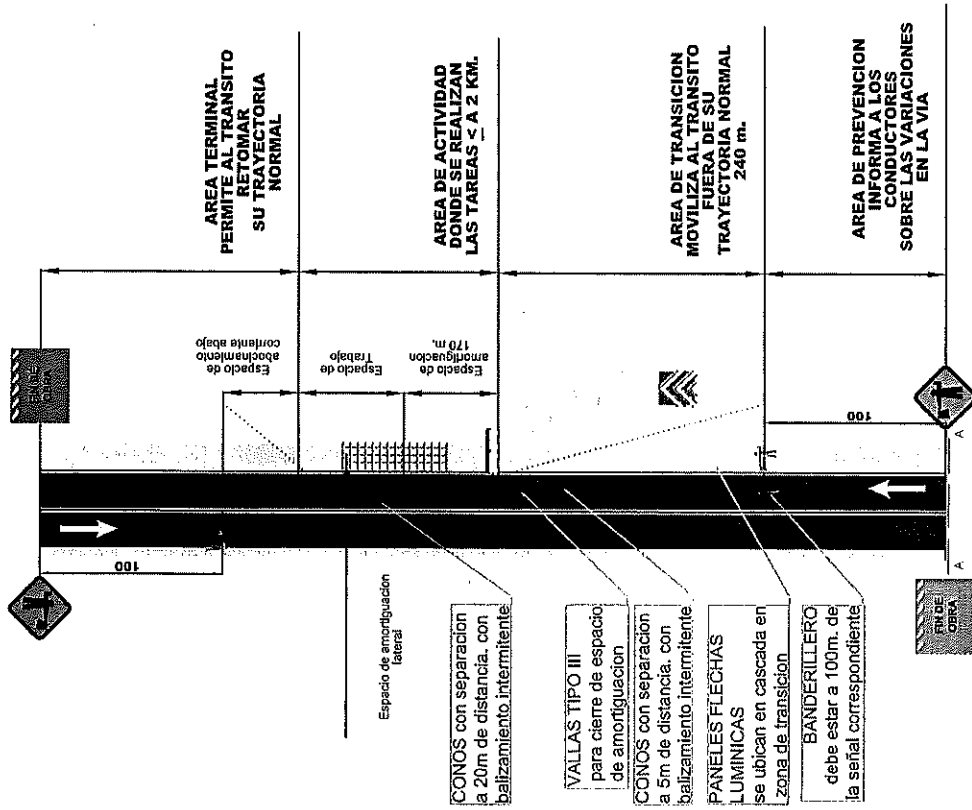 AREA TERMINAL
PERMITE AL TRANSITO
RETOMAR
SU TRAYECTORIA
NORMAL
AREA DE ACTIVIDAD
DONDE SE REALIZAN
LAS TAREAS < A 2 KM.
AREA DE TRANSICION
MOVILIZA AL TRANSITO
FUERA DE SU
TRAYECTORIA NORMAL
240 m.
AREA DE PREVENCION
INFORMA A LOS
CONDUCTORES
SOBRE LAS VARIACIONES
EN LA VIA
FIN DE
OBRA
Espacio de
abocinamiento
corriente abajo
Espacio de
Trabajo
Espacio de
amortiguacion
170 m.
100
100
A
A
Espacio de amortiguacion
lateral
CONOS con separacion
a 20m de distancia. con
balizamiento intermitente
VALLAS TIPO III
para cierre de espacio
de amortiguacion
CONOS con separacion
a 5m de distancia. con
balizamiento intermitente
PANELES FLECHAS
LUMINICAS
se ubican en cascada en
zona de transicion
BANDERILLERO
debe estar a 100m. de
la señal correspondiente
FIN DE
OBRA